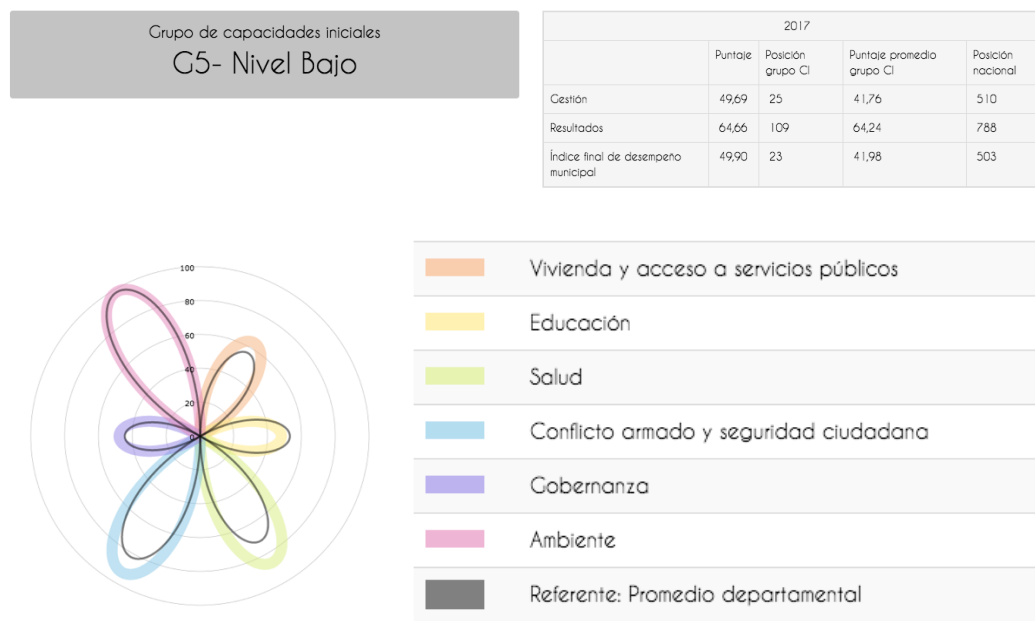 Grupo de capacidades iniciales
G5- Nivel Bajo
2017
Puntaje
Posición
grupo CI
Puntaje promedio
grupo CI
Posición
nacional
Gestión 49,69 25 41,76 510
Resultados 64,66 109 64,24 788
Índice final de desempeño
municipal
49,90 23 41,98 503
100
80
60
40
20
0
Vivienda y acceso a servicios públicos
Educación
Salud
Conflicto armado y seguridad ciudadana
Gobernanza
Ambiente
Referente: Promedio departamental